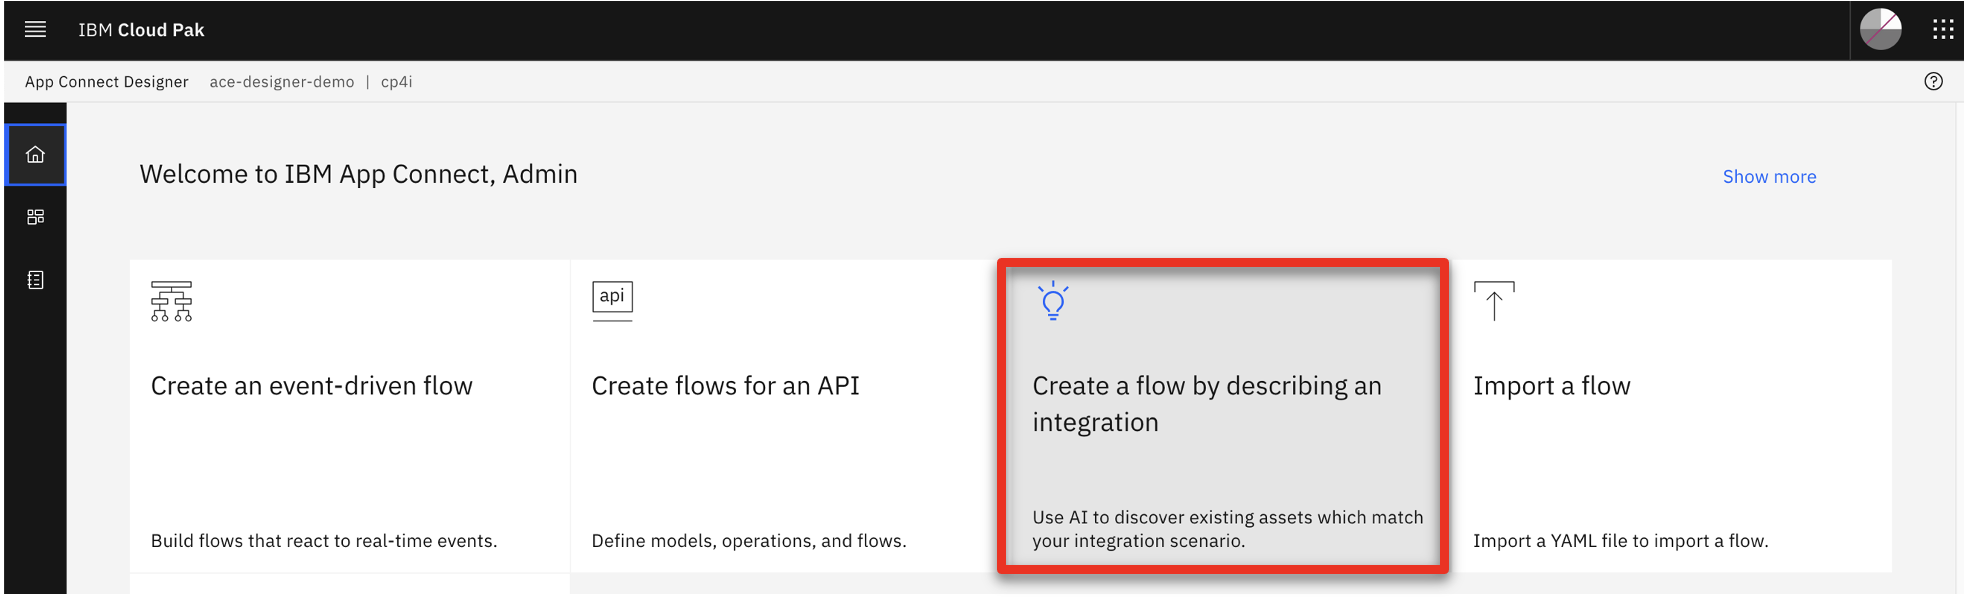 IBM Cloud Pak
App Connect Designer ace-designer-demo | cp4i
Welcome to IBM App Connect, Admin
Show more
api
Create an event-driven flow
Build flows that react to real-time events.
Create flows for an API
Define models, operations, and flows.
Create a flow by describing an
integration
Use AI to discover existing assets which match
your integration scenario.
Import a flow
Import a YAML file to import a flow.